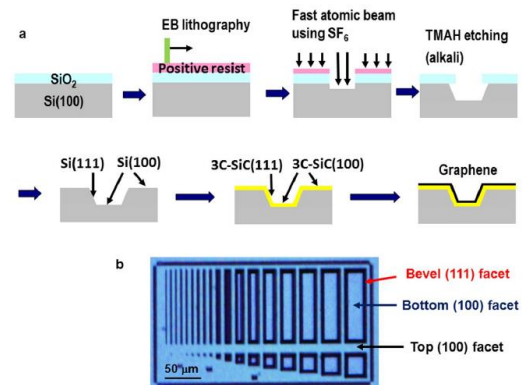 a
EB lithography
Fast atomic beam
using SF6
TMAH etching
(alkali)
Positive resist
SiO2
Si(100)
Si(111)
Si(100)
3C-SiC(111)
3C-SiC(100)
Graphene
b
Bevel (111) facet
Bottom (100) facet
Top (100) facet
50 μm